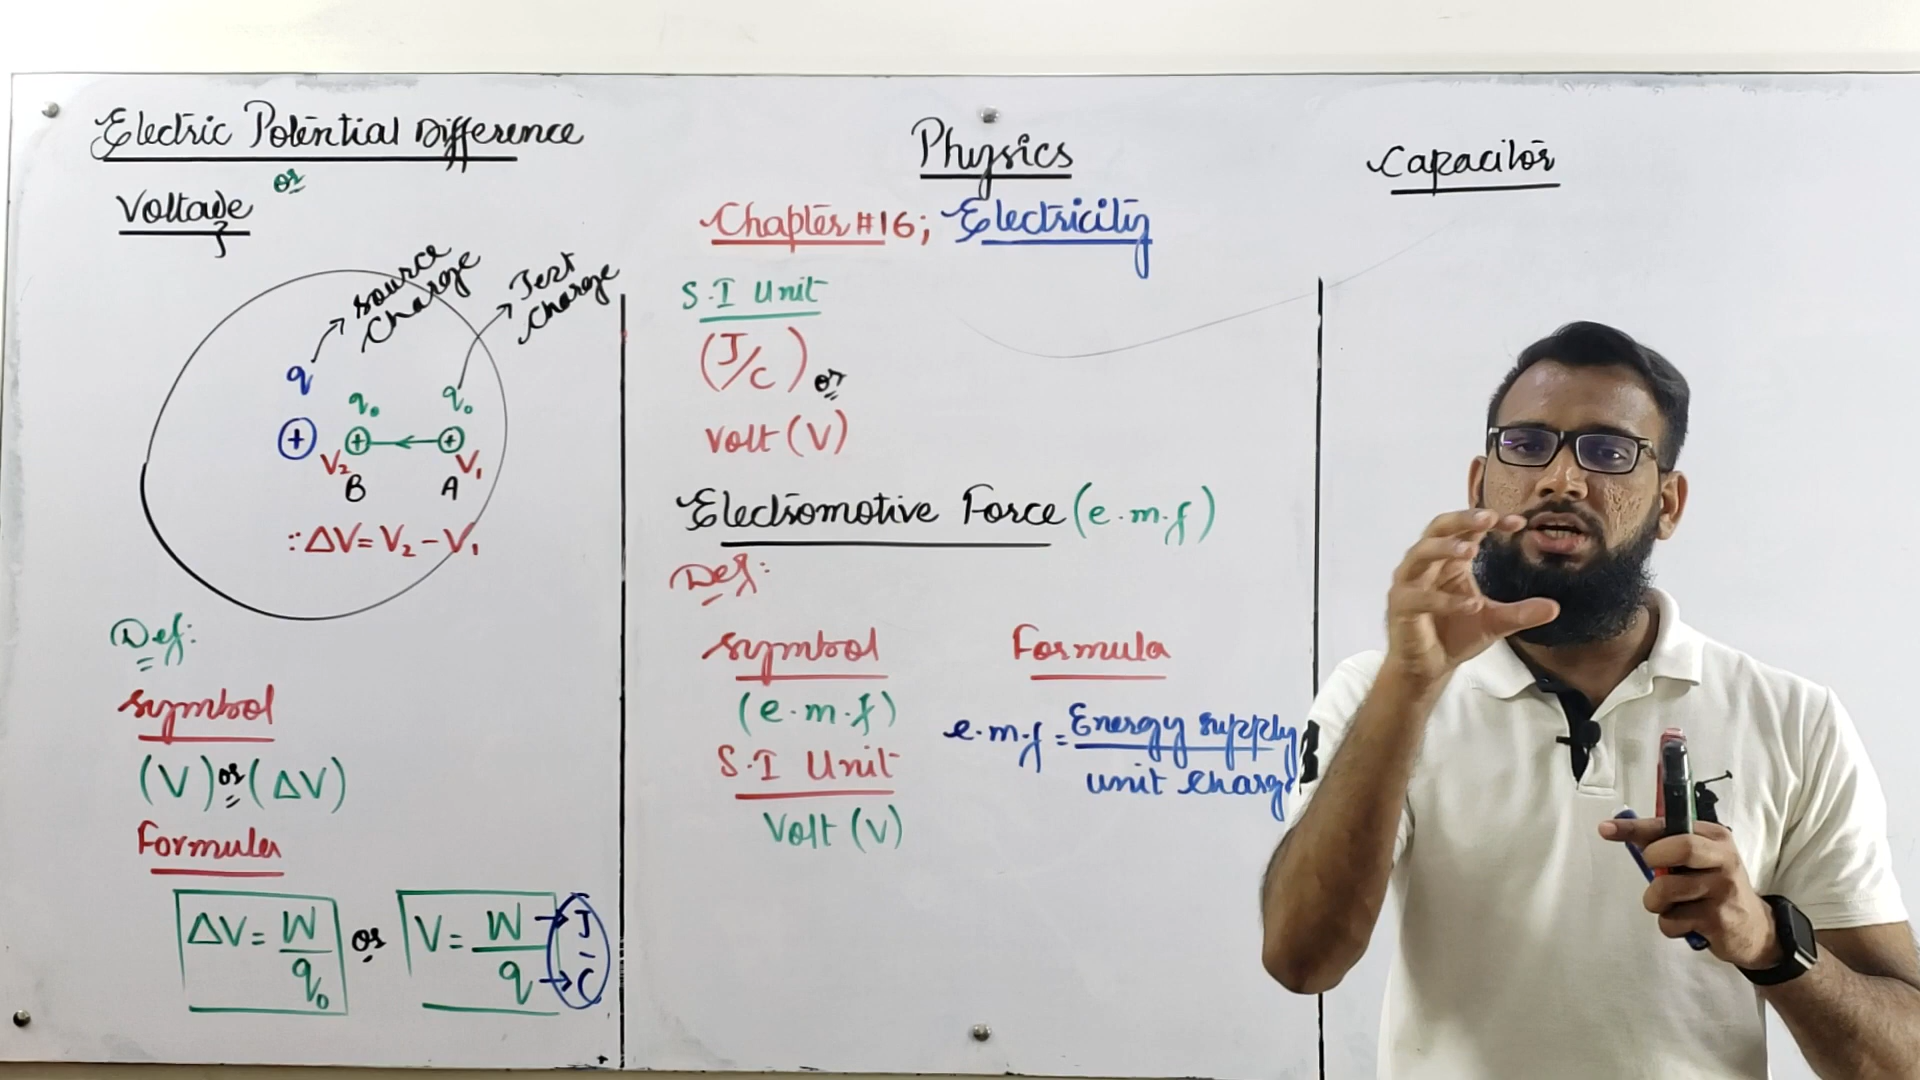 Electric Potential Difference
or
Voltage
source
Charge
Test
Charge
q
q₀ q₀
+ + +
V₂ V₁
B A
∵ ΔV = V₂ - V₁
Def:
Symbol
(V) or (ΔV)
Formula
ΔV = W/q₀ or V = W/q → J/C
Physics
Chapter #16; Electricity
S.I Unit
(J/C) or
Volt (V)
Electromotive Force (e.m.f)
Def:
Symbol
(e.m.f)
S.I Unit
Volt (V)
Formula
e.m.f = Energy supply
unit Charge
Capacitor